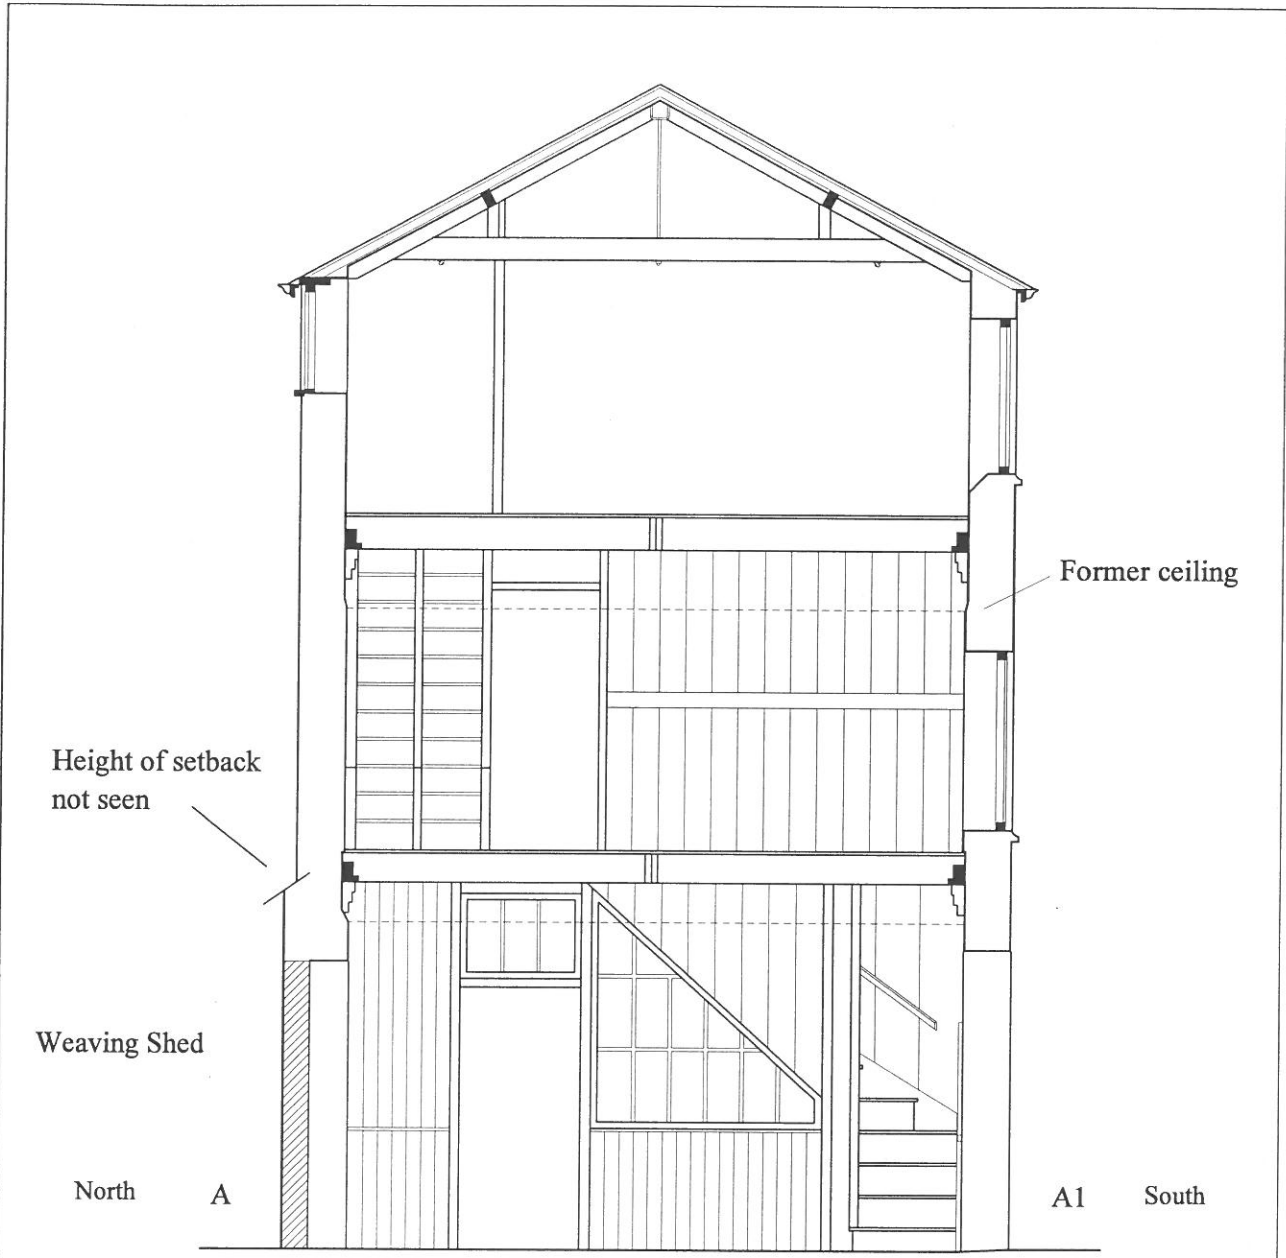 Former ceiling
Height of setback
not seen
Weaving Shed
North
A
A1
South